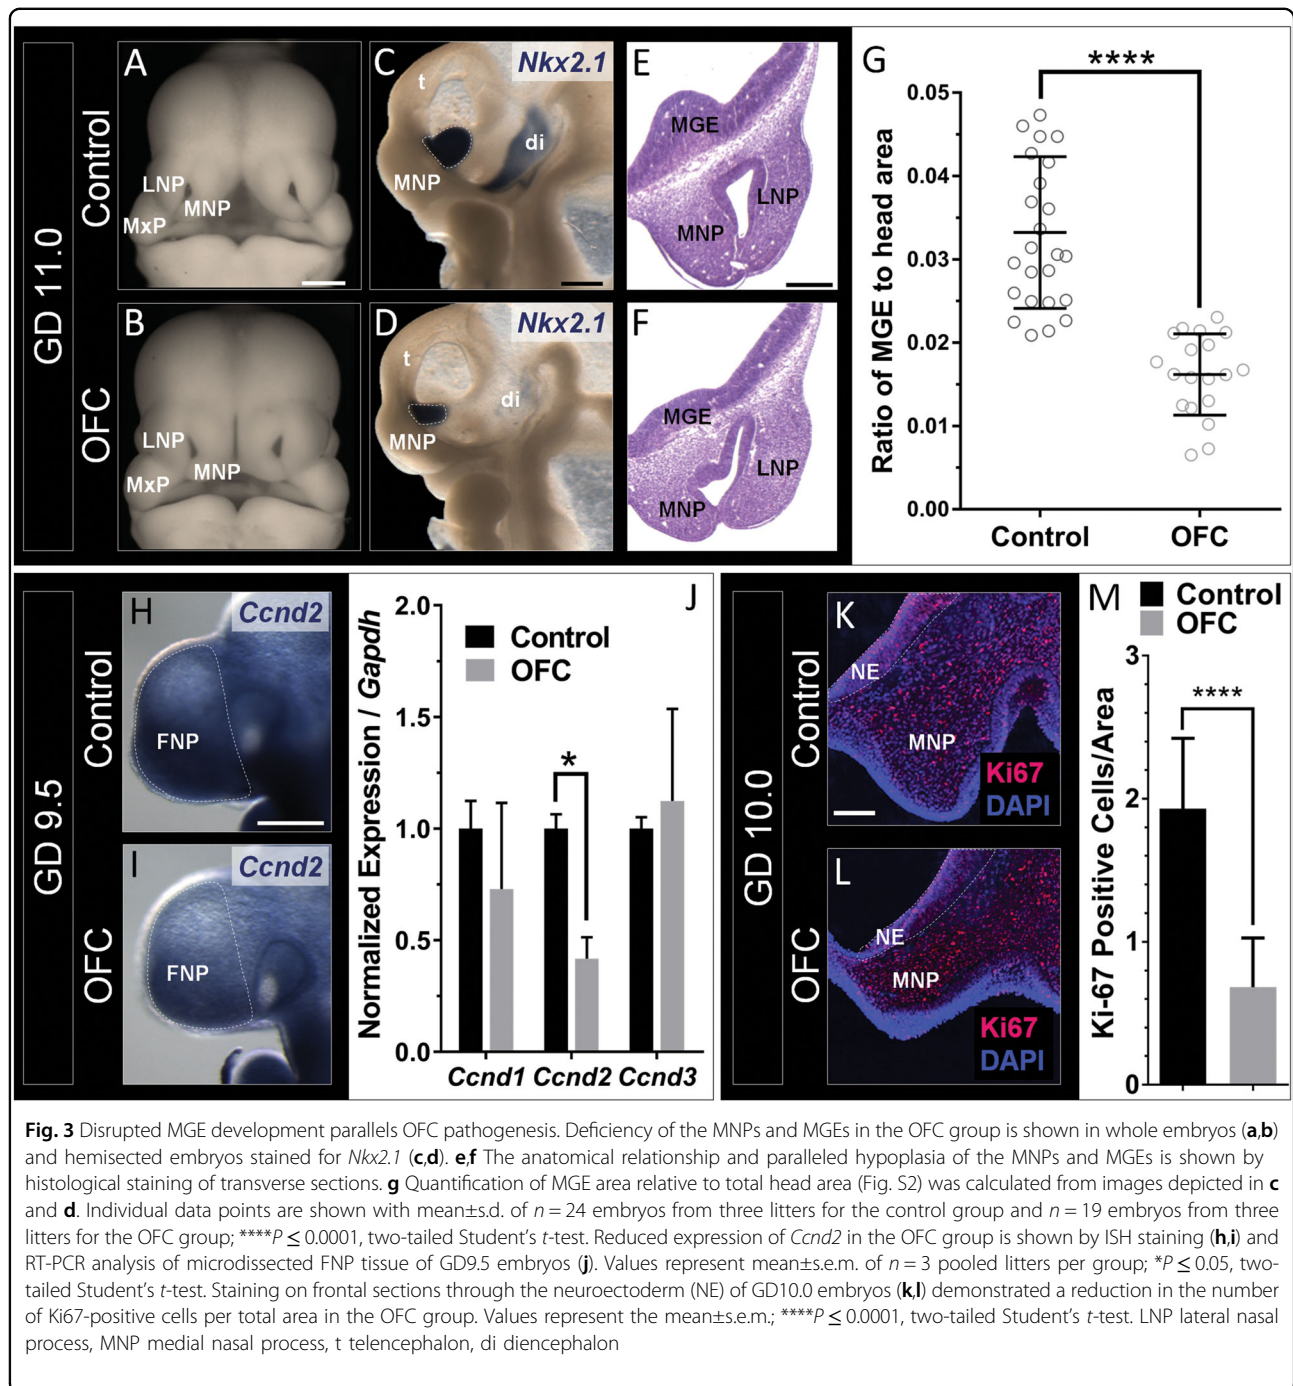 GD 11.0
Control
OFC
A
LNP
MNP
MxP
B
LNP
MNP
MxP
C
Nkx2.1
t
di
MNP
D
Nkx2.1
t
di
MNP
E
MGE
LNP
MNP
F
MGE
LNP
MNP
G
****
Ratio of MGE to head area
0.05
0.04
0.03
0.02
0.01
0.00
Control
OFC
GD 9.5
Control
OFC
H
Ccnd2
FNP
I
Ccnd2
FNP
J
Normalized Expression / Gapdh
2.0
1.5
1.0
0.5
0.0
Control
OFC
*
Ccnd1 Ccnd2 Ccnd3
GD 10.0
Control
OFC
K
NE
MNP
Ki67
DAPI
L
NE
MNP
Ki67
DAPI
M
Control
OFC
Ki-67 Positive Cells/Area
3
2
1
0
****
Fig. 3 Disrupted MGE development parallels OFC pathogenesis. Deficiency of the MNPs and MGEs in the OFC group is shown in whole embryos (a,b)
and hemisected embryos stained for Nkx2.1 (c,d). e,f The anatomical relationship and paralleled hypoplasia of the MNPs and MGEs is shown by
histological staining of transverse sections. g Quantification of MGE area relative to total head area (Fig. S2) was calculated from images depicted in c
and d. Individual data points are shown with mean±s.d. of n = 24 embryos from three litters for the control group and n = 19 embryos from three
litters for the OFC group; ****P ≤ 0.0001, two-tailed Student's t-test. Reduced expression of Ccnd2 in the OFC group is shown by ISH staining (h,i) and
RT-PCR analysis of microdissected FNP tissue of GD9.5 embryos (j). Values represent mean±s.e.m. of n = 3 pooled litters per group; *P ≤ 0.05, two-
tailed Student's t-test. Staining on frontal sections through the neuroectoderm (NE) of GD10.0 embryos (k,l) demonstrated a reduction in the number
of Ki67-positive cells per total area in the OFC group. Values represent the mean±s.e.m.; ****P ≤ 0.0001, two-tailed Student's t-test. LNP lateral nasal
process, MNP medial nasal process, t telencephalon, di diencephalon